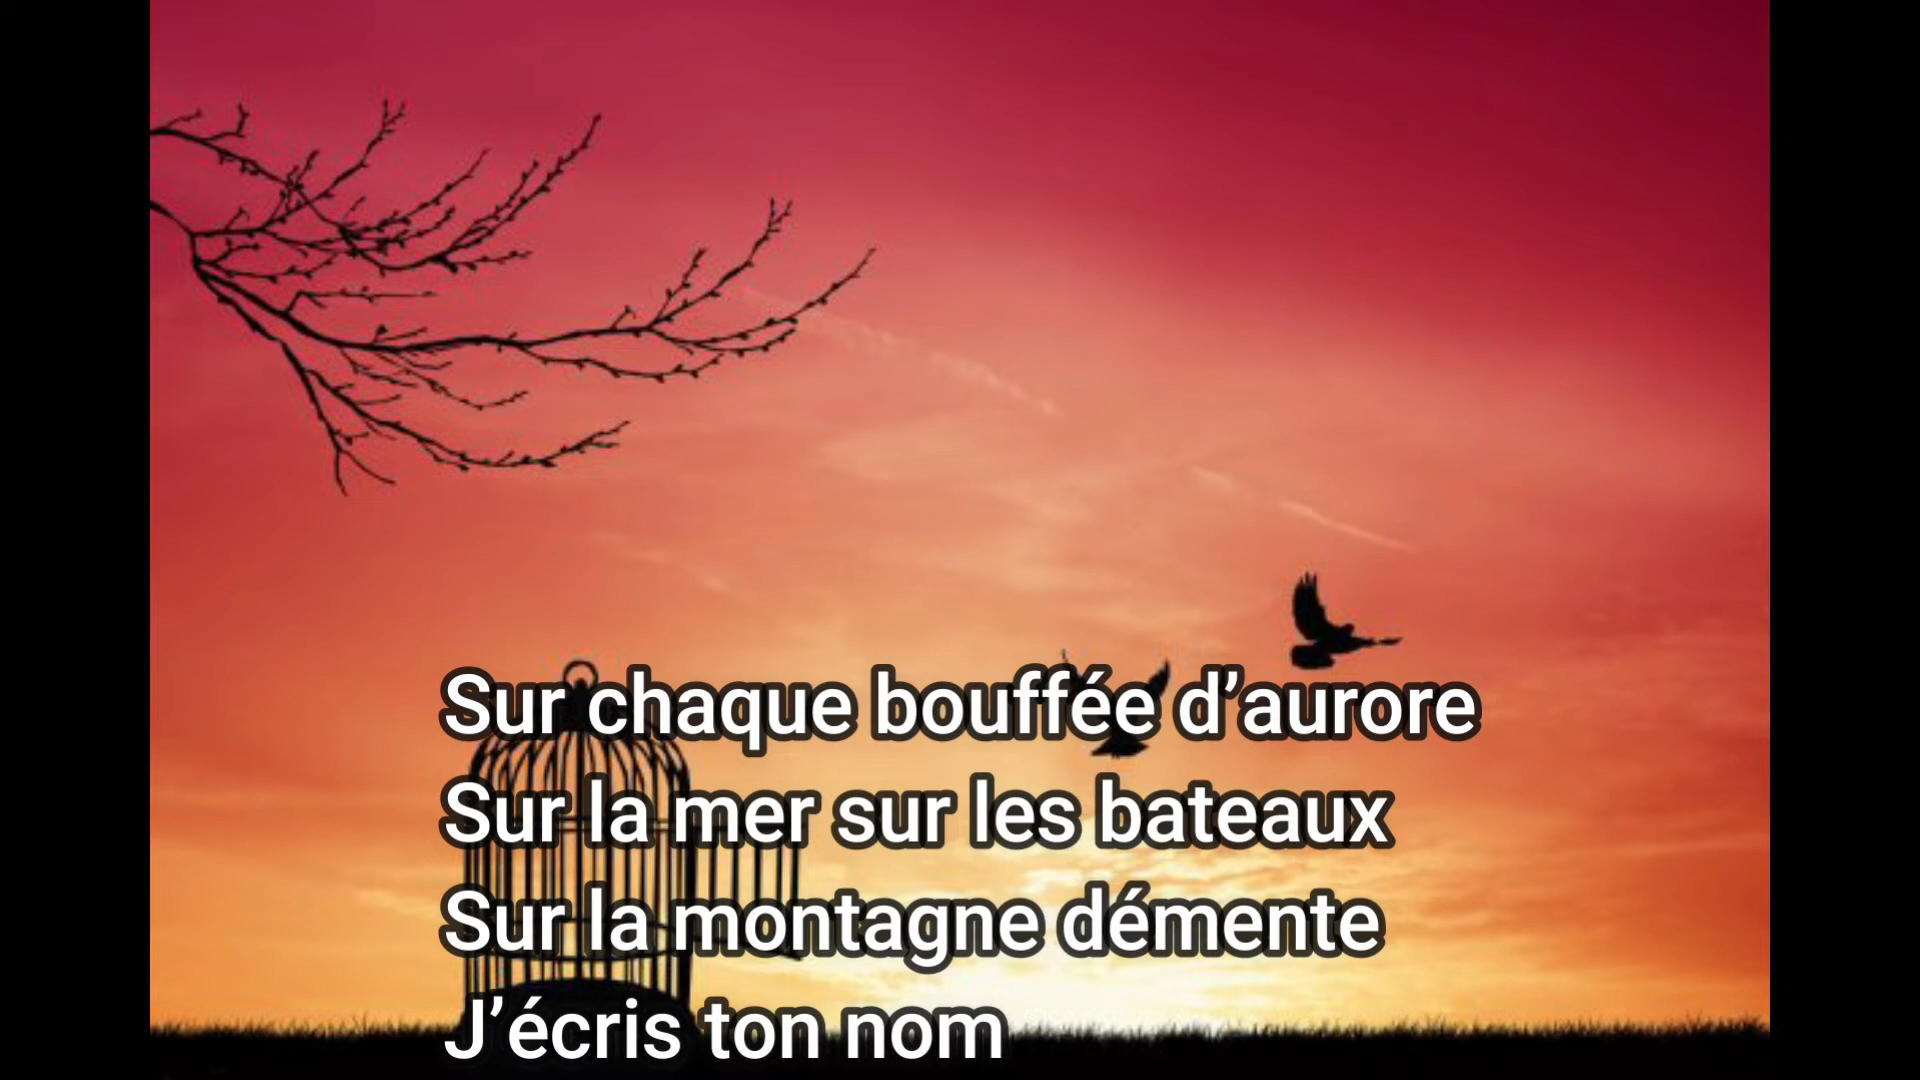 Sur chaque bouffée d’aurore
Sur la mer sur les bateaux
Sur la montagne démente
J’écris ton nom